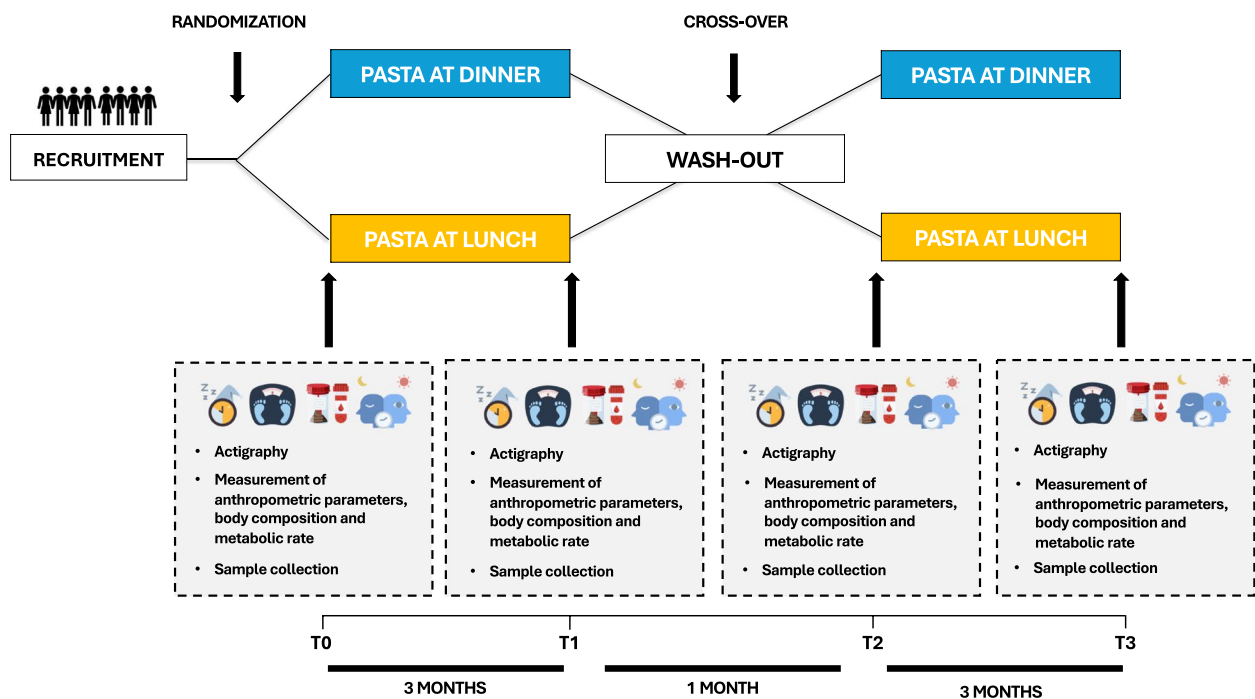 RANDOMIZATION
CROSS-OVER
PASTA AT DINNER
PASTA AT DINNER
RECRUITMENT
WASH-OUT
PASTA AT LUNCH
PASTA AT LUNCH
Z
Z
Z
• Actigraphy
• Measurement of
anthropometric parameters,
body composition and
metabolic rate
• Sample collection
Z
Z
Z
• Actigraphy
• Measurement of
anthropometric parameters,
body composition and
metabolic rate
• Sample collection
Z
Z
Z
• Actigraphy
• Measurement of
anthropometric parameters,
body composition and
metabolic rate
• Sample collection
Z
Z
Z
• Actigraphy
• Measurement of
anthropometric parameters,
body composition and
metabolic rate
• Sample collection
T0
T1
T2
T3
3 MONTHS
1 MONTH
3 MONTHS